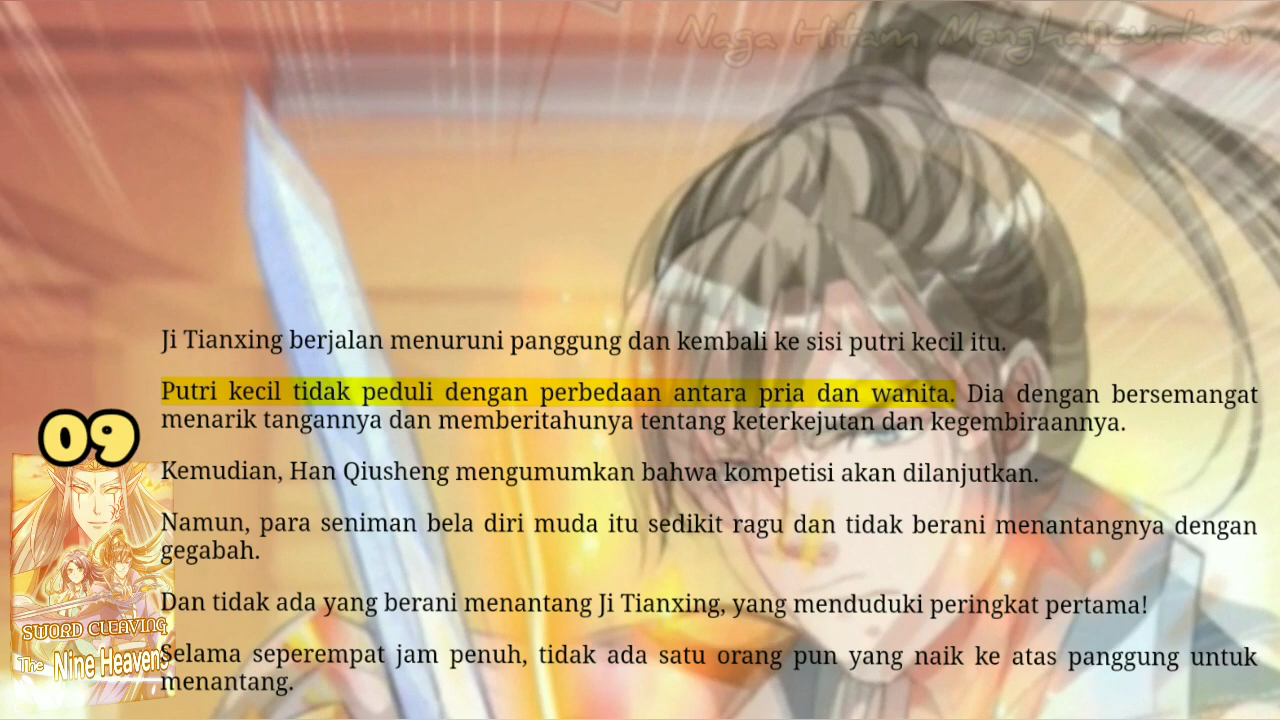 Naga Hitam Menghancurkan
Ji Tianxing berjalan menuruni panggung dan kembali ke sisi putri kecil itu.
Putri kecil tidak peduli dengan perbedaan antara pria dan wanita. Dia dengan bersemangat
menarik tangannya dan memberitahunya tentang keterkejutan dan kegembiraannya.
09
Kemudian, Han Qiusheng mengumumkan bahwa kompetisi akan dilanjutkan.
Namun, para seniman bela diri muda itu sedikit ragu dan tidak berani menantangnya dengan
gegabah.
Dan tidak ada yang berani menantang Ji Tianxing, yang menduduki peringkat pertama!
Selama seperempat jam penuh, tidak ada satu orang pun yang naik ke atas panggung untuk
menantang.
SWORD CLEAVING
The Nine Heavens